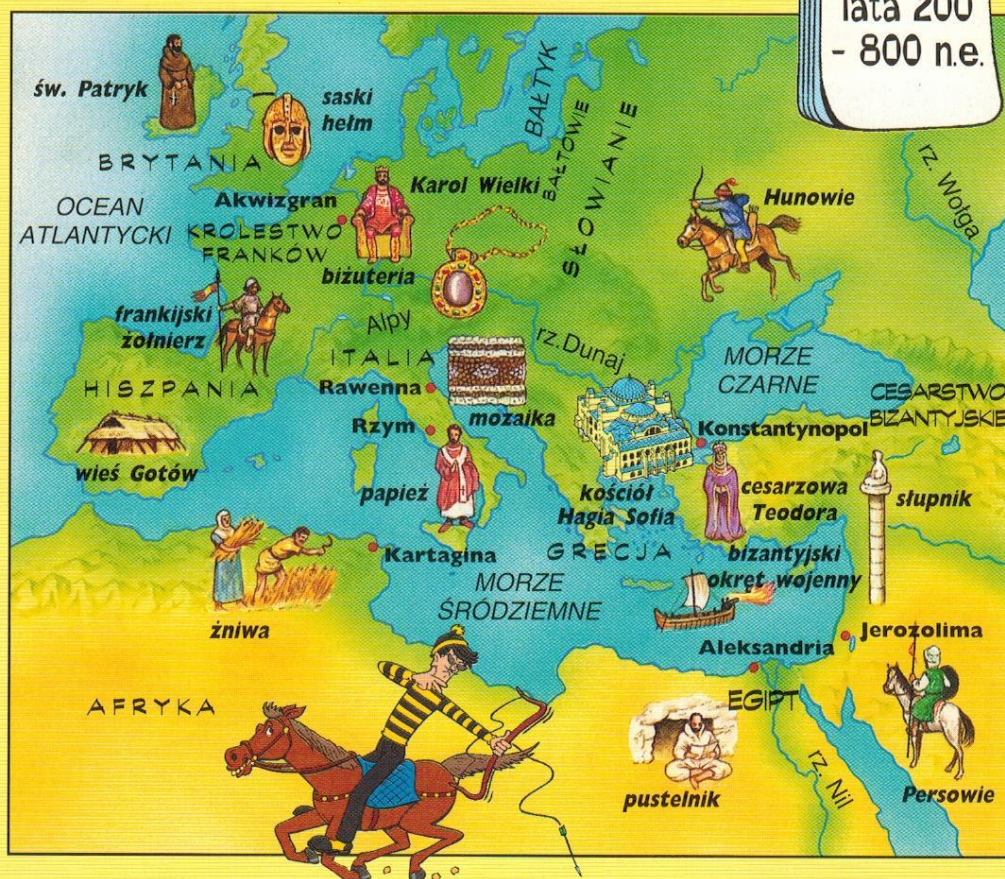 lata 200
- 800 n.e.
św. Patryk
saski
hełm
BRYTANIA
BAŁTYK
BAŁTOWIE
SŁOWIANIE
rz. Wołga
OCEAN
ATLANTYCKI
Akwizgran
KROLESTWO
FRANKÓW
Karol Wielki
Hunowie
biżuteria
frankijski
żołnierz
Alpy
ITALIA
rz. Dunaj
MORZE
CZARNE
HISZPANIA
Rawenna
mozaika
CESARSTWO
BIZANTYJSKIE
Rzym
Konstantynopol
wieś Gotów
papież
kościół
Hagia Sofia
cesarzowa
Teodora
słupnik
Kartagina
GRECJA
bizantyjski
okręt wojenny
MORZE
ŚRÓDZIEMNE
żniwa
Aleksandria
Jerozolima
AFRYKA
EGIPT
pustelnik
rz. Nil
Persowie